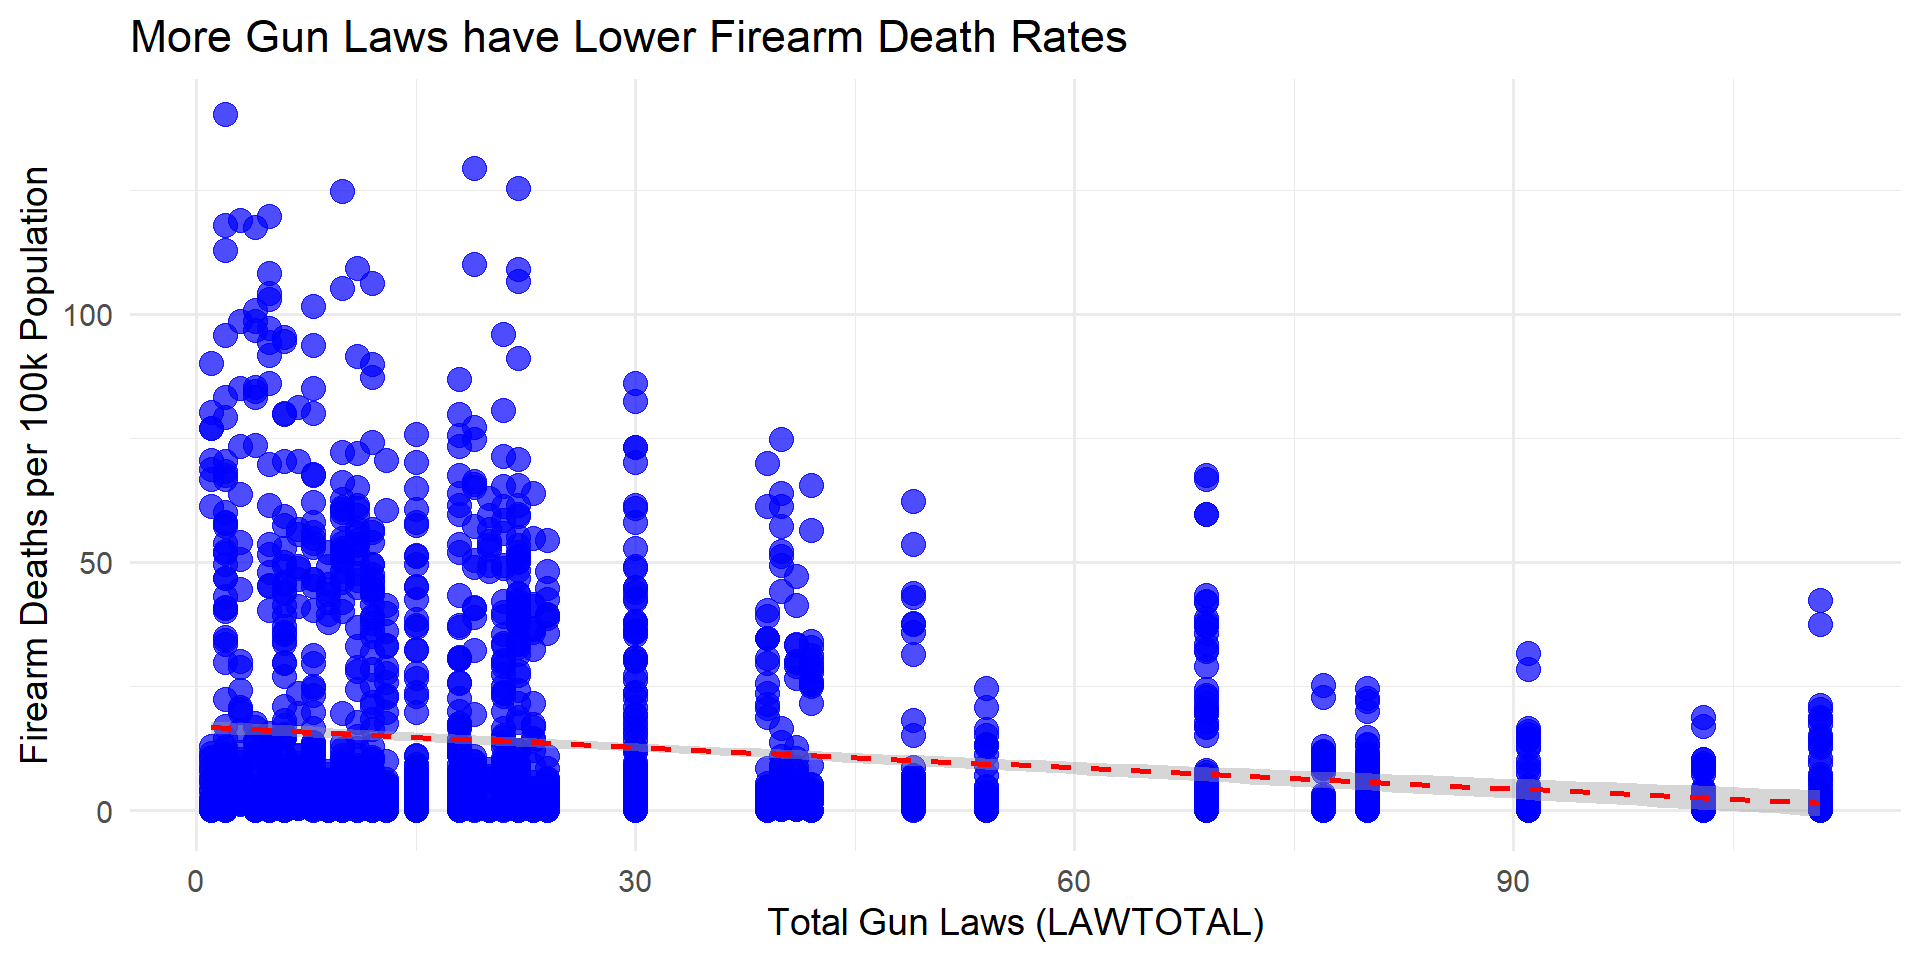 More Gun Laws have Lower Firearm Death Rates
Firearm Deaths per 100k Population
100
50
0
0
30
60
90
Total Gun Laws (LAWTOTAL)